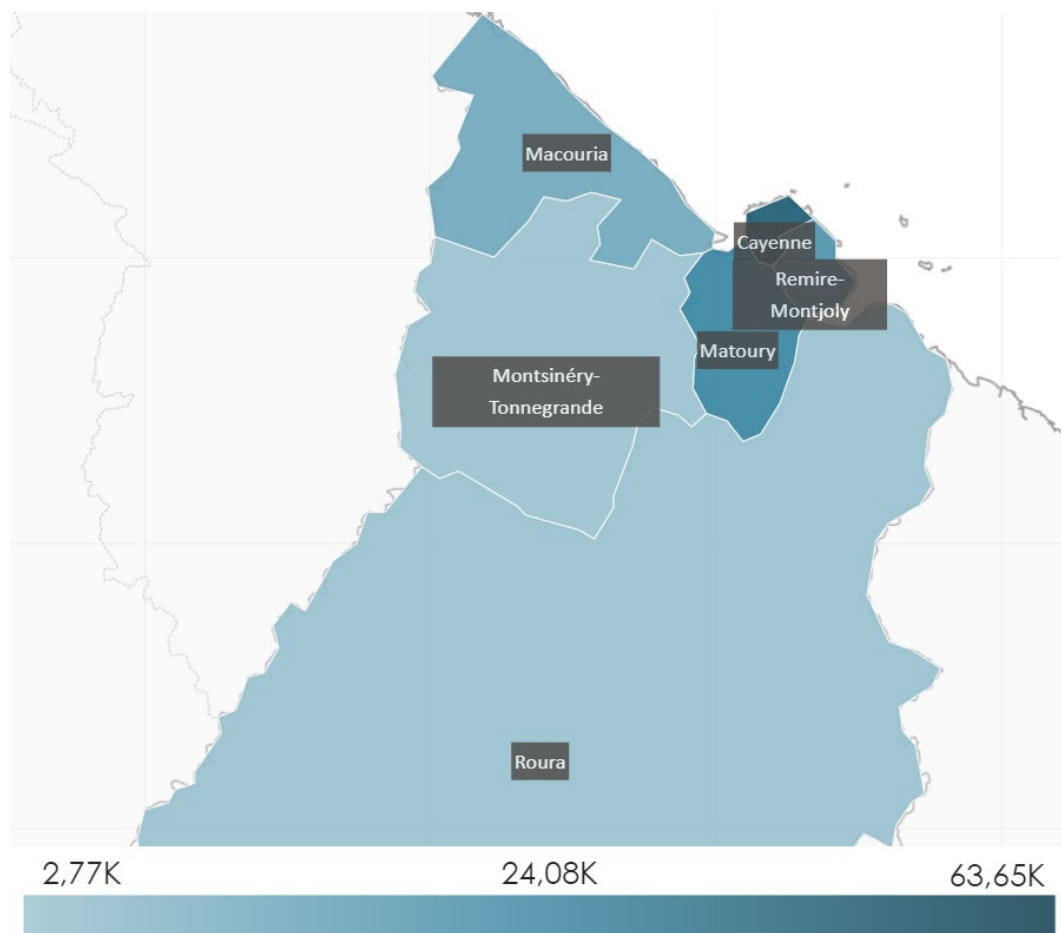 Macouria
Cayenne
Remire-
Montjoly
Matoury
Montsinéry-
Tonnegrande
Roura
2,77K 24,08K 63,65K